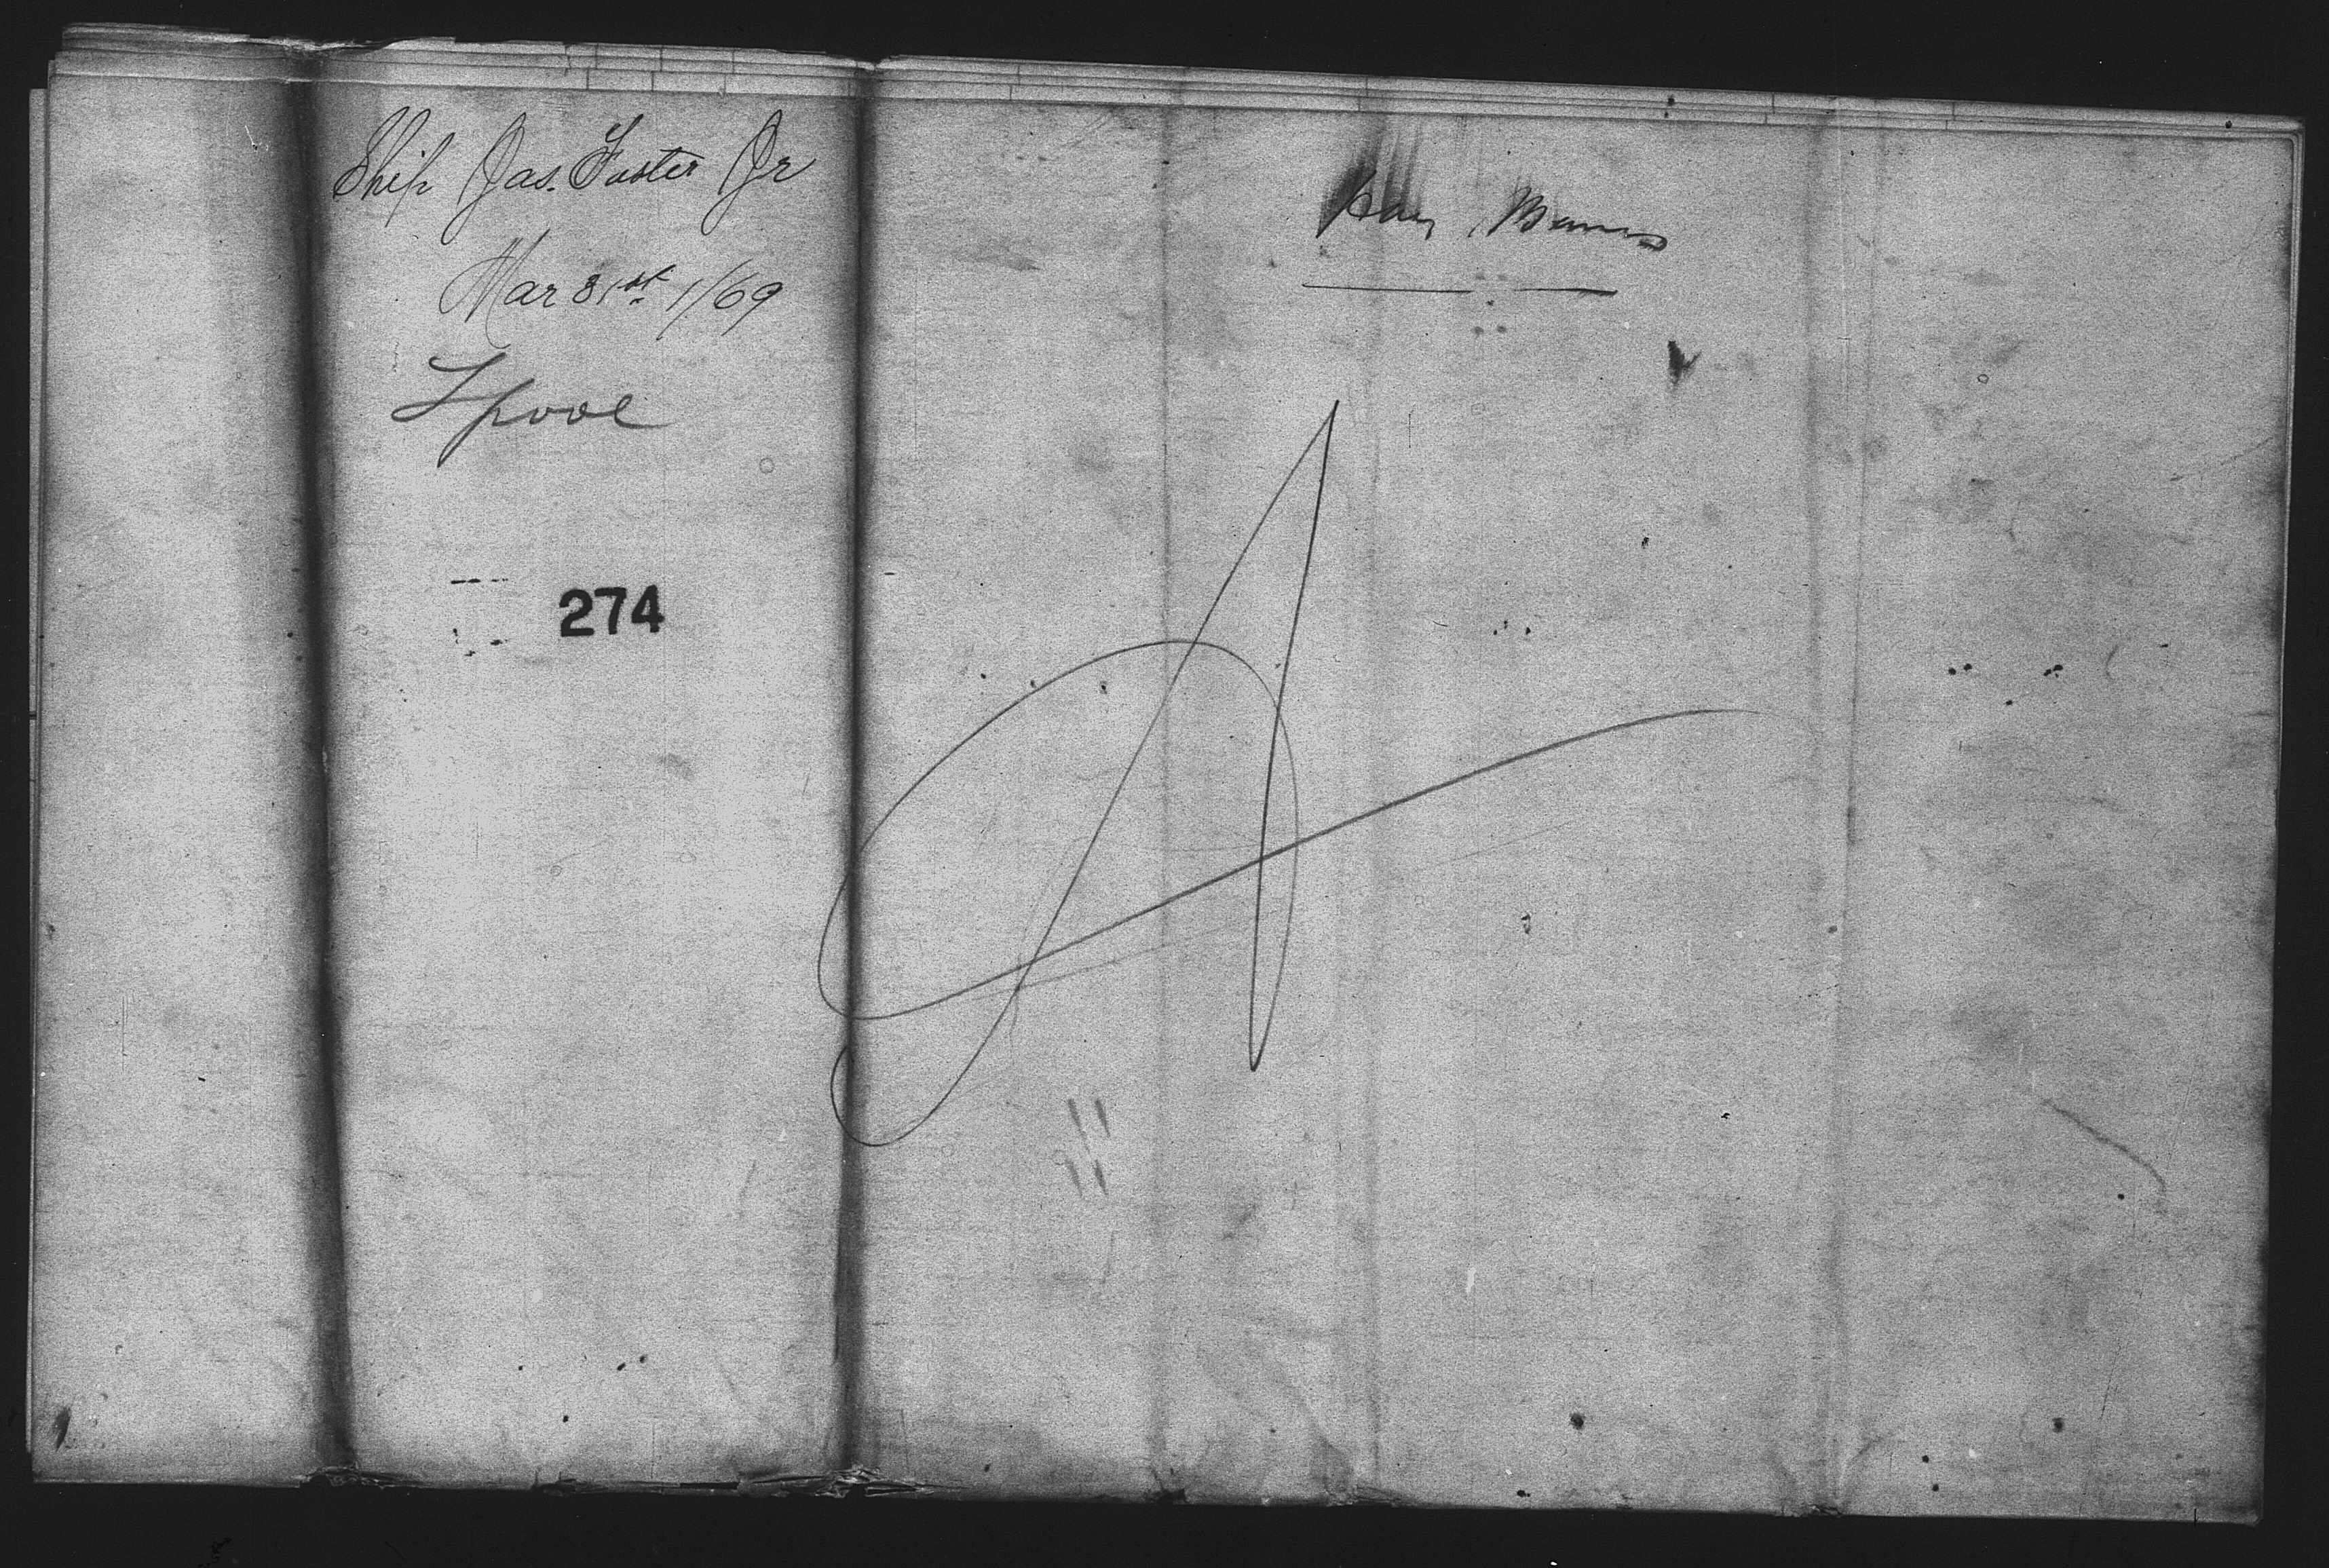 Ship Jas. Foster Jr
Mar 31st 1/69
Lpool
274